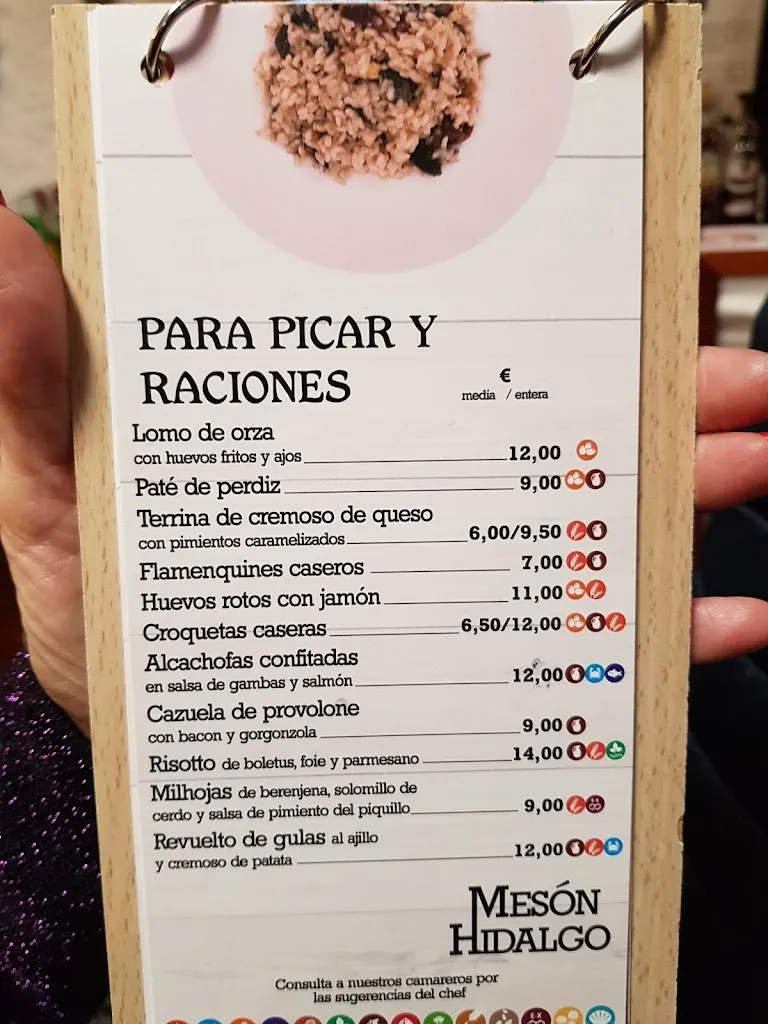 PARA PICAR Y
RACIONES
€
media / entera
Lomo de orza
con huevos fritos y ajos 12,00
Paté de perdiz 9,00
Terrina de cremoso de queso
con pimientos caramelizados 6,00/9,50
Flamenquines caseros 7,00
Huevos rotos con jamón 11,00
Croquetas caseras 6,50/12,00
Alcachofas confitadas
en salsa de gambas y salmón 12,00
Cazuela de provolone
con bacon y gorgonzola 9,00
Risotto de boletus, foie y parmesano 14,00
Milhojas de berenjena, solomillo de
cerdo y salsa de pimiento del piquillo 9,00
Revuelto de gulas al ajillo
y cremoso de patata 12,00
MESÓN
HIDALGO
Consulta a nuestros camareros por
las sugerencias del chef
E-X